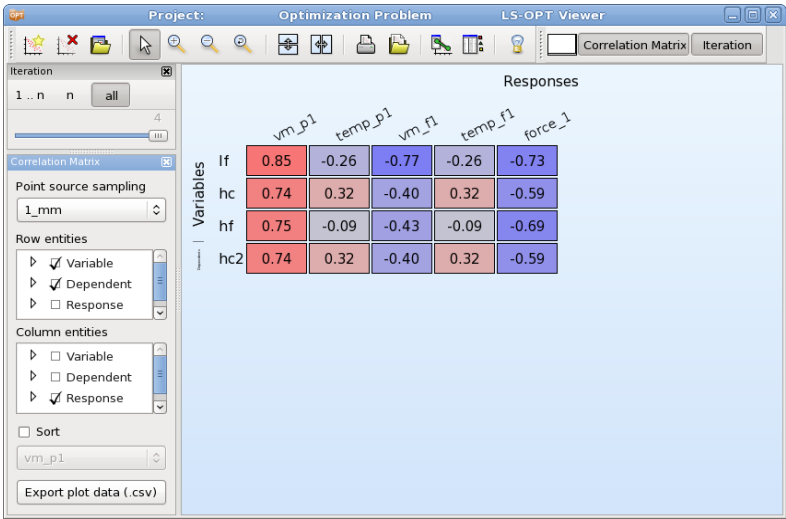 OPT Project: Optimization Problem LS-OPT Viewer
Correlation Matrix Iteration
Iteration
1 .. n n all
4
Correlation Matrix
Point source sampling
1_mm
Row entities
Variable
Dependent
Response
Column entities
Variable
Dependent
Response
Sort
vm_p1
Export plot data (.csv)
Responses
vm_p1 temp_p1 vm_f1 temp_f1 force_1
Variables
Dependents
lf 0.85 -0.26 -0.77 -0.26 -0.73
hc 0.74 0.32 -0.40 0.32 -0.59
hf 0.75 -0.09 -0.43 -0.09 -0.69
hc2 0.74 0.32 -0.40 0.32 -0.59